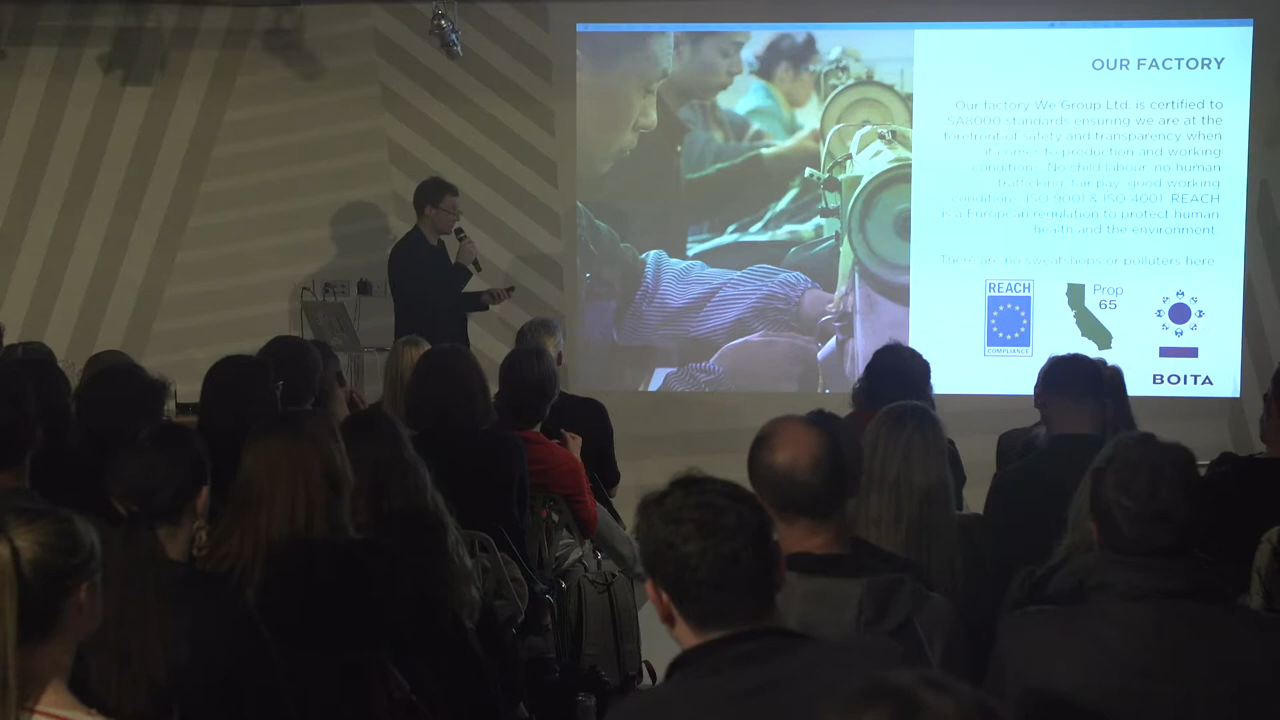 OUR FACTORY
Our factory We Group Ltd. is certified to
SA8000 standards ensuring we are at the
forefront of safety and transparency when
it comes to production and working
conditions. No child labour, no human
trafficking, fair pay, good working
conditions. ISO 9001 & ISO 4001. REACH
is a European regulation to protect human
health and the environment.
There are no sweatshops or polluters here.
REACH
COMPLIANCE
Prop
65
BOITA